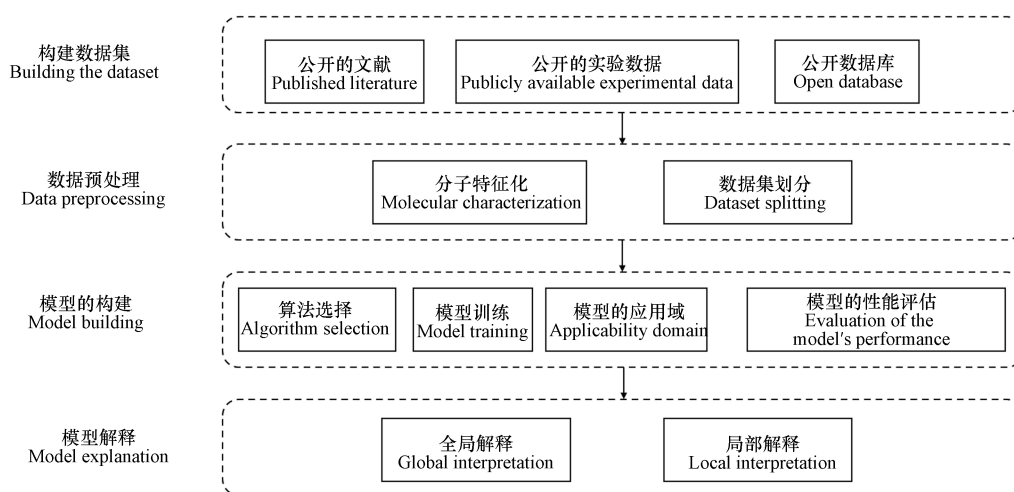 构建数据集
Building the dataset
公开的文献
Published literature
公开的实验数据
Publicly available experimental data
公开数据库
Open database
数据预处理
Data preprocessing
分子特征化
Molecular characterization
数据集划分
Dataset splitting
模型的构建
Model building
算法选择
Algorithm selection
模型训练
Model training
模型的应用域
Applicability domain
模型的性能评估
Evaluation of the
model's performance
模型解释
Model explanation
全局解释
Global interpretation
局部解释
Local interpretation